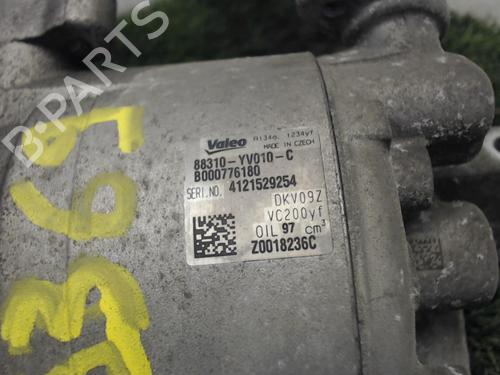 Valeo R134a, 1234yf
MADE IN CZECH
88310-YV010-C
B000776180
SERI.NO. 4121529254
DKV09Z
VC200yf
OIL 97 cm³
Z0018236C
B-PARTS